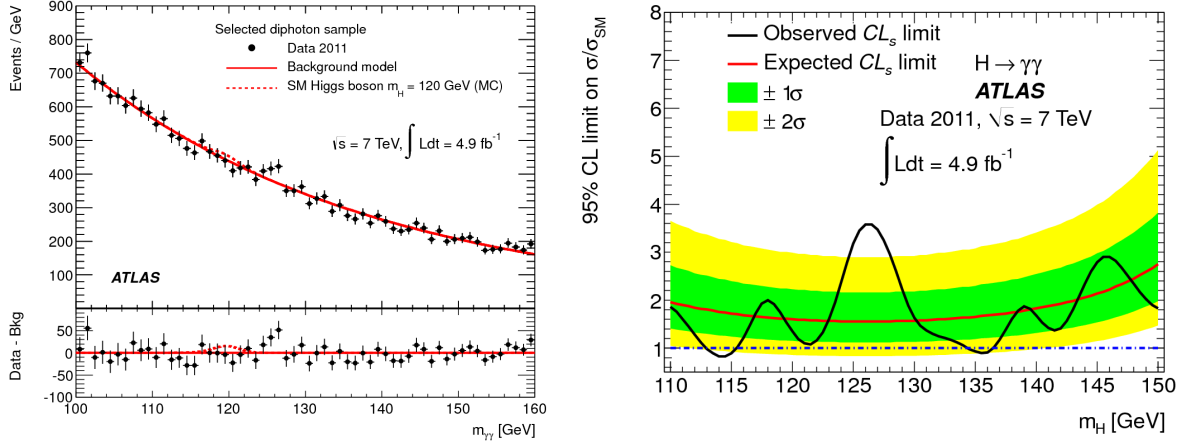 Events / GeV
900
800
700
600
500
400
300
200
100
Selected diphoton sample
Data 2011
Background model
SM Higgs boson m_H = 120 GeV (MC)
√s = 7 TeV, ∫ Ldt = 4.9 fb⁻¹
ATLAS
Data - Bkg
50
0
-50
-100
100 110 120 130 140 150 160
m_γγ [GeV]
95% CL limit on σ/σ_SM
8
7
6
5
4
3
2
1
Observed CL_s limit
Expected CL_s limit
± 1σ
± 2σ
H → γγ
ATLAS
Data 2011, √s = 7 TeV
∫ Ldt = 4.9 fb⁻¹
110 115 120 125 130 135 140 145 150
m_H [GeV]